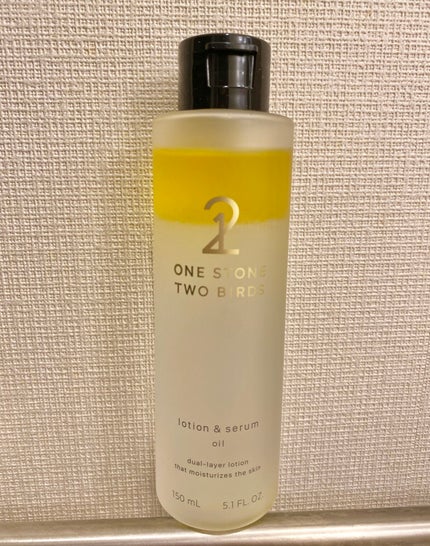 21
ONE STONE
TWO BIRDS
lotion & serum
oil
dual-layer lotion
that moisturizes the skin
150 mL 5.1 FL. OZ